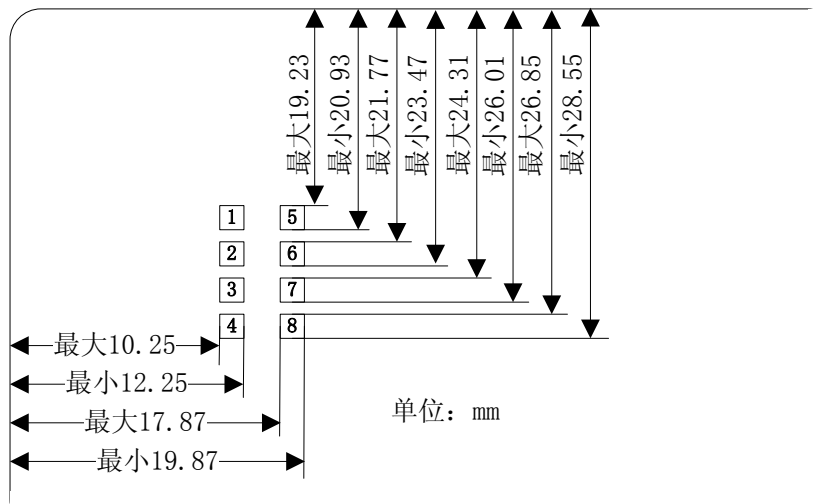 最大19.23
最小20.93
最大21.77
最小23.47
最大24.31
最小26.01
最大26.85
最小28.55
1 5
2 6
3 7
4 8
最大10.25
最小12.25
最大17.87
单位：mm
最小19.87